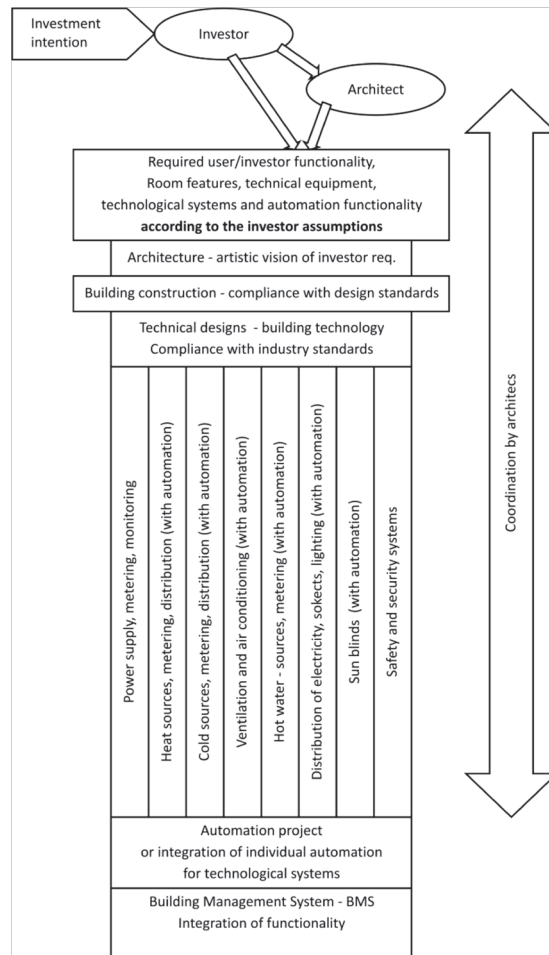 Investment
intention
Investor
Architect
Required user/investor functionality,
Room features, technical equipment,
technological systems and automation functionality
according to the investor assumptions
Architecture - artistic vision of investor req.
Building construction - compliance with design standards
Technical designs - building technology
Compliance with industry standards
Power supply, metering, monitoring
Heat sources, metering, distribution (with automation)
Cold sources, metering, distribution (with automation)
Ventilation and air conditioning (with automation)
Hot water - sources, metering (with automation)
Distribution of electricity, sokects, lighting (with automation)
Sun blinds (with automation)
Safety and security systems
Coordination by architecs
Automation project
or integration of individual automation
for technological systems
Building Management System - BMS
Integration of functionality